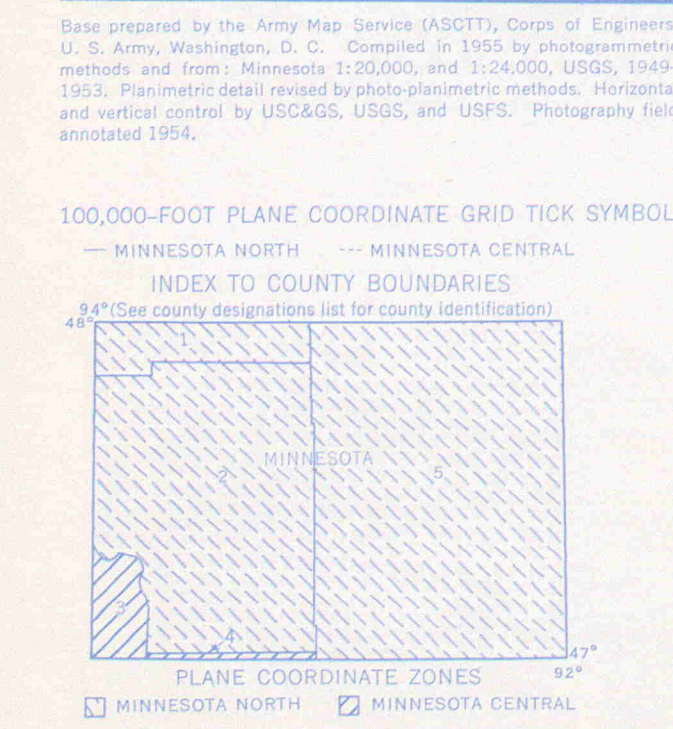 Base prepared by the Army Map Service (ASCTT), Corps of Engineers
U. S. Army, Washington, D. C. Compiled in 1955 by photogrammetric
methods and from: Minnesota 1:20,000, and 1:24,000, USGS, 1949-
1953. Planimetric detail revised by photo-planimetric methods. Horizonta
and vertical control by USC&GS, USGS, and USFS. Photography field
annotated 1954.
100,000-FOOT PLANE COORDINATE GRID TICK SYMBOL
— MINNESOTA NORTH --- MINNESOTA CENTRAL
INDEX TO COUNTY BOUNDARIES
94° (See county designations list for county identification)
48°
1
MINNESOTA
2
5
3
4
47°
92°
PLANE COORDINATE ZONES
MINNESOTA NORTH MINNESOTA CENTRAL